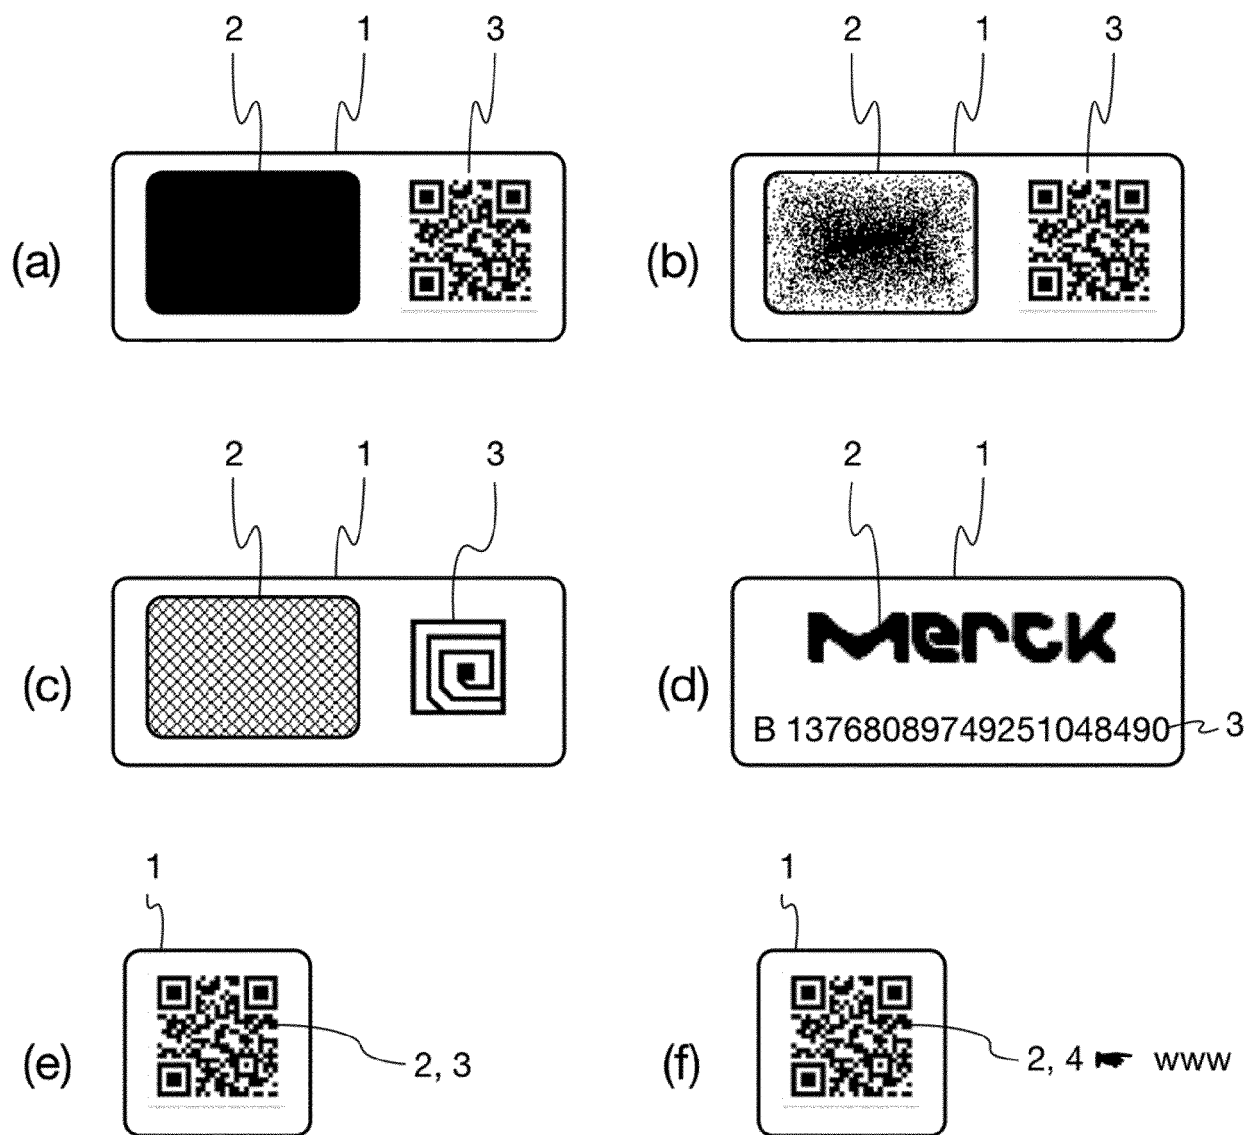 2 1 3
2 1 3
(a)
(b)
2 1 3
2 1
(c)
(d)
Merck
B 13768089749251048490
3
1
1
(e)
2, 3
(f)
2, 4 ☛ www